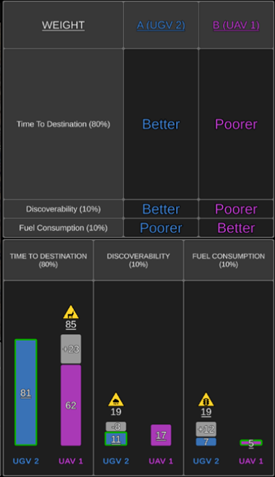 WEIGHT A (UGV 2) B (UAV 1)
Time To Destination (80%) Better Poorer
Discoverability (10%) Better Poorer
Fuel Consumption (10%) Poorer Better
TIME TO DESTINATION DISCOVERABILITY FUEL CONSUMPTION
(80%) (10%) (10%)
85
+23
81 62
19
11 17
19
7 5
UGV 2 UAV 1 UGV 2 UAV 1 UGV 2 UAV 1